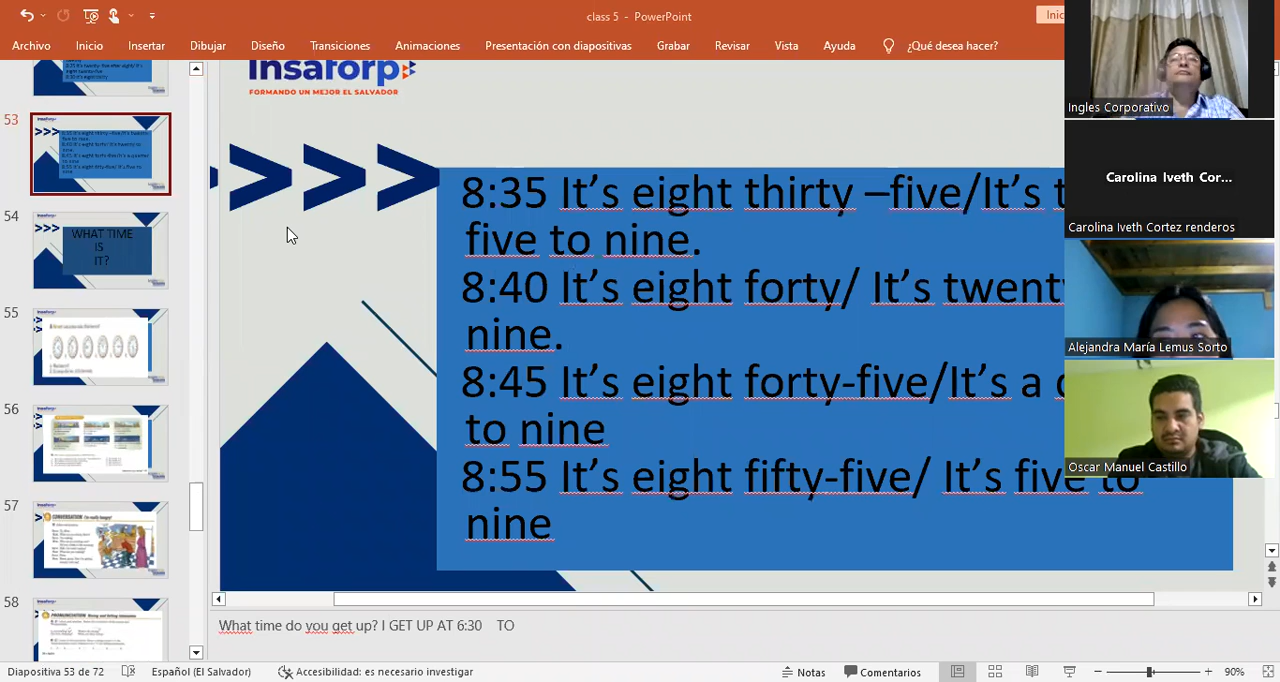 class 5 - PowerPoint
Archivo Inicio Insertar Dibujar Diseño Transiciones Animaciones Presentación con diapositivas Grabar Revisar Vista Ayuda ¿Qué desea hacer?
53
54
WHAT TIME
IS
IT?
55
56
57
CONVERSATION
58
PRONUNCIATION
Insaforp
FORMANDO UN MEJOR EL SALVADOR
8:35 It’s eight thirty –five/It’s
five to nine.
8:40 It’s eight forty/ It’s
nine.
8:45 It’s eight forty-five/It’s a
to nine
8:55 It’s eight fifty-five/ It’s five to
nine
Ingles Corporativo
Carolina Iveth Cor...
Carolina Iveth Cortez renderos
Alejandra María Lemus Sorto
Oscar Manuel Castillo
What time do you get up? I GET UP AT 6:30 TO
Diapositiva 53 de 72 Español (El Salvador) Accesibilidad: es necesario investigar Notas Comentarios 90%